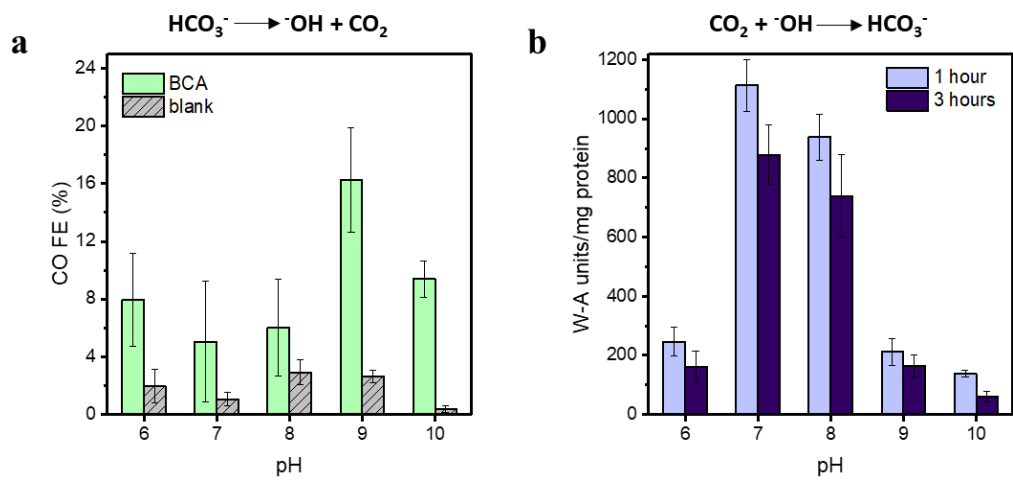 HCO₃⁻ ⟶ ⁻OH + CO₂
a
24
20
16
12
8
4
0
CO FE (%)
BCA
blank
6 7 8 9 10
pH
CO₂ + ⁻OH ⟶ HCO₃⁻
b
1200
1000
800
600
400
200
0
W-A units/mg protein
1 hour
3 hours
6 7 8 9 10
pH